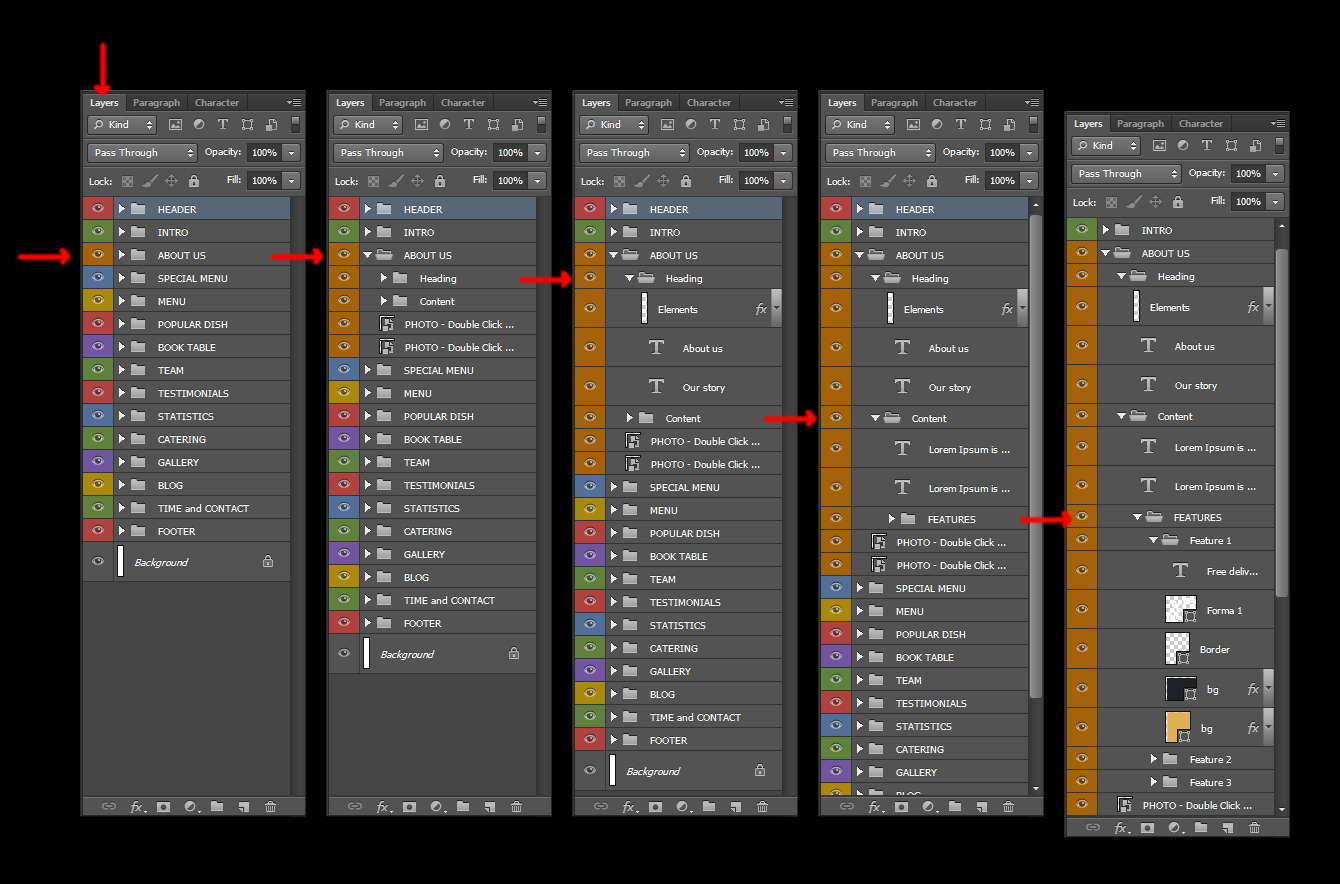 Layers Paragraph Character
Kind
Pass Through Opacity: 100%
Lock: Fill: 100%
HEADER
INTRO
ABOUT US
SPECIAL MENU
MENU
POPULAR DISH
BOOK TABLE
TEAM
TESTIMONIALS
STATISTICS
CATERING
GALLERY
BLOG
TIME and CONTACT
FOOTER
Background
fx
Layers Paragraph Character
Kind
Pass Through Opacity: 100%
Lock: Fill: 100%
HEADER
INTRO
ABOUT US
Heading
Content
PHOTO - Double Click ...
PHOTO - Double Click ...
SPECIAL MENU
MENU
POPULAR DISH
BOOK TABLE
TEAM
TESTIMONIALS
STATISTICS
CATERING
GALLERY
BLOG
TIME and CONTACT
FOOTER
Background
fx
Layers Paragraph Character
Kind
Pass Through Opacity: 100%
Lock: Fill: 100%
HEADER
INTRO
ABOUT US
Heading
Elements fx
T About us
T Our story
Content
PHOTO - Double Click ...
PHOTO - Double Click ...
SPECIAL MENU
MENU
POPULAR DISH
BOOK TABLE
TEAM
TESTIMONIALS
STATISTICS
CATERING
GALLERY
BLOG
TIME and CONTACT
FOOTER
Background
fx
Layers Paragraph Character
Kind
Pass Through Opacity: 100%
Lock: Fill: 100%
HEADER
INTRO
ABOUT US
Heading
Elements fx
T About us
T Our story
Content
T Lorem Ipsum is ...
T Lorem Ipsum is ...
FEATURES
PHOTO - Double Click ...
PHOTO - Double Click ...
SPECIAL MENU
MENU
POPULAR DISH
BOOK TABLE
TEAM
TESTIMONIALS
STATISTICS
CATERING
GALLERY
BLOG
fx
Layers Paragraph Character
Kind
Pass Through Opacity: 100%
Lock: Fill: 100%
INTRO
ABOUT US
Heading
Elements fx
T About us
T Our story
Content
T Lorem Ipsum is ...
T Lorem Ipsum is ...
FEATURES
Feature 1
T Free deliv...
Forma 1
Border
bg fx
bg fx
Feature 2
Feature 3
PHOTO - Double Click ...
fx